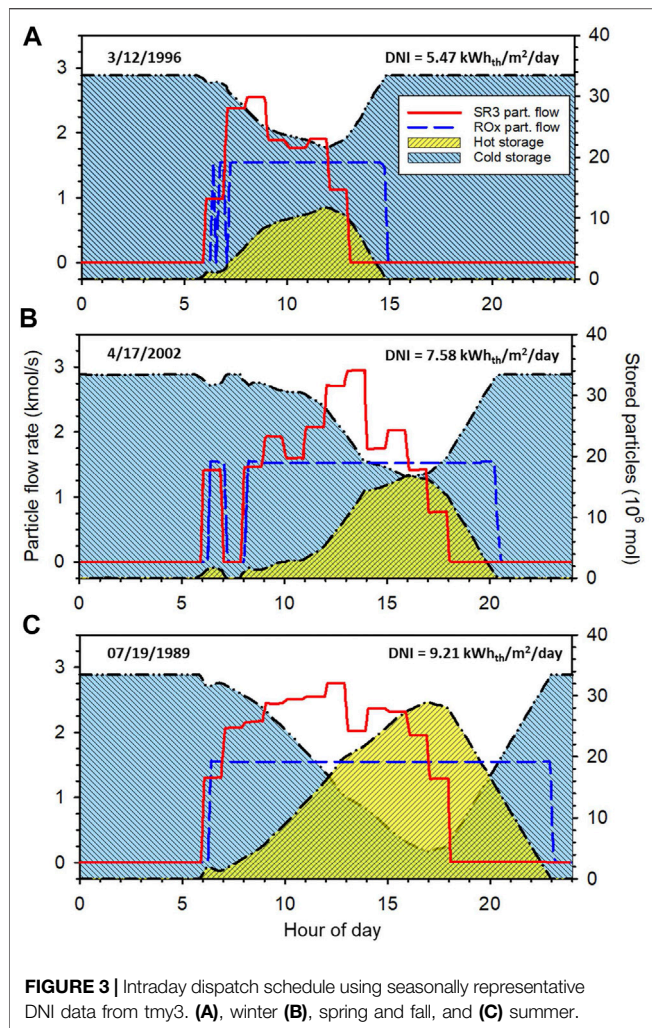 A
3/12/1996
DNI = 5.47 kWhth/m²/day
SR3 part. flow
ROx part. flow
Hot storage
Cold storage
3
2
1
0
40
30
20
10
0
0 5 10 15 20
B
4/17/2002
DNI = 7.58 kWhth/m²/day
3
2
1
0
40
30
20
10
0
0 5 10 15 20
Particle flow rate (kmol/s)
Stored particles (10⁶ mol)
C
07/19/1989
DNI = 9.21 kWhth/m²/day
3
2
1
0
40
30
20
10
0
0 5 10 15 20
Hour of day
FIGURE 3 | Intraday dispatch schedule using seasonally representative
DNI data from tmy3. (A), winter (B), spring and fall, and (C) summer.